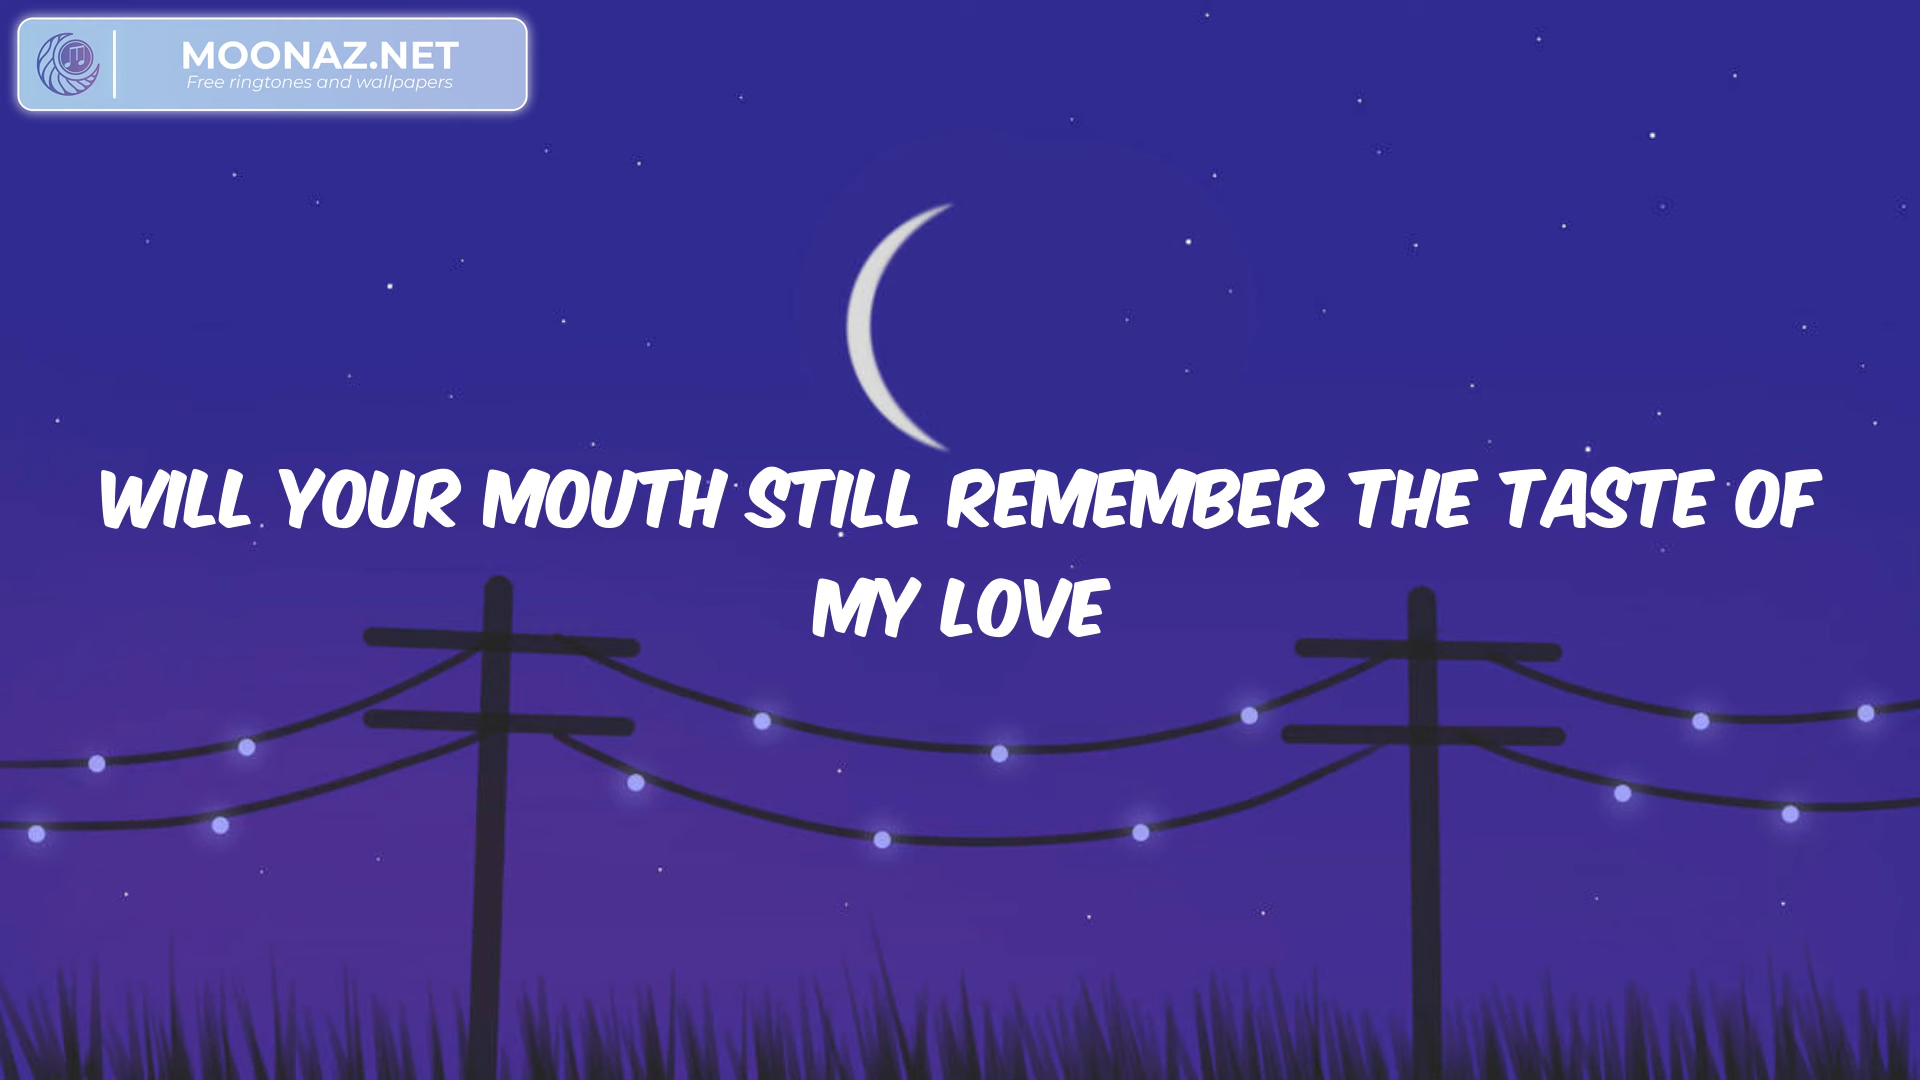 MOONAZ.NET
Free ringtones and wallpapers
WILL YOUR MOUTH STILL REMEMBER THE TASTE OF
MY LOVE